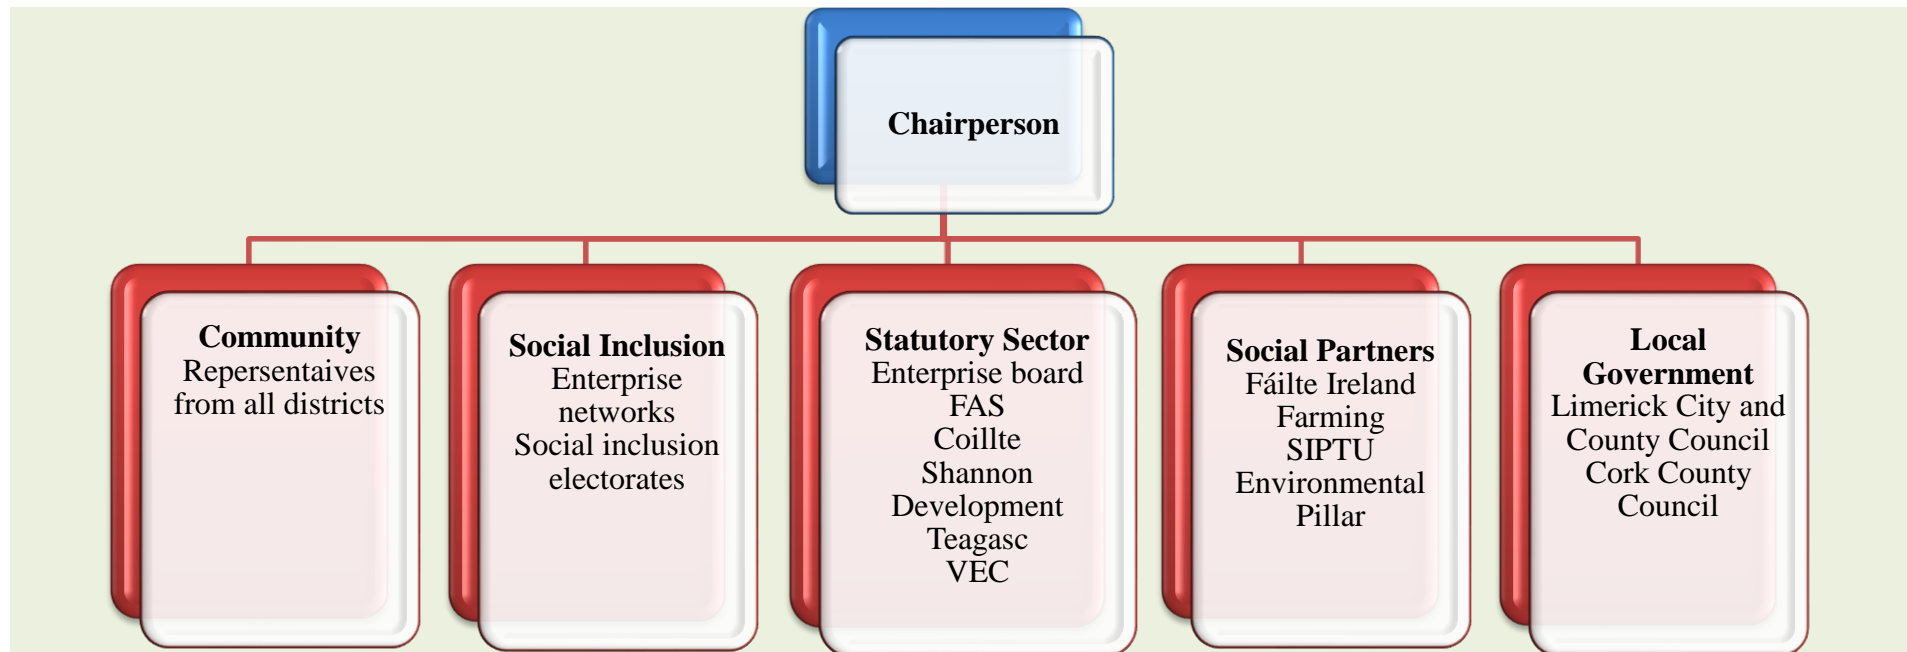 Chairperson
Community
Repersentaives
from all districts
Social Inclusion
Enterprise
networks
Social inclusion
electorates
Statutory Sector
Enterprise board
FAS
Coillte
Shannon
Development
Teagasc
VEC
Social Partners
Fáilte Ireland
Farming
SIPTU
Environmental
Pillar
Local
Government
Limerick City and
County Council
Cork County
Council